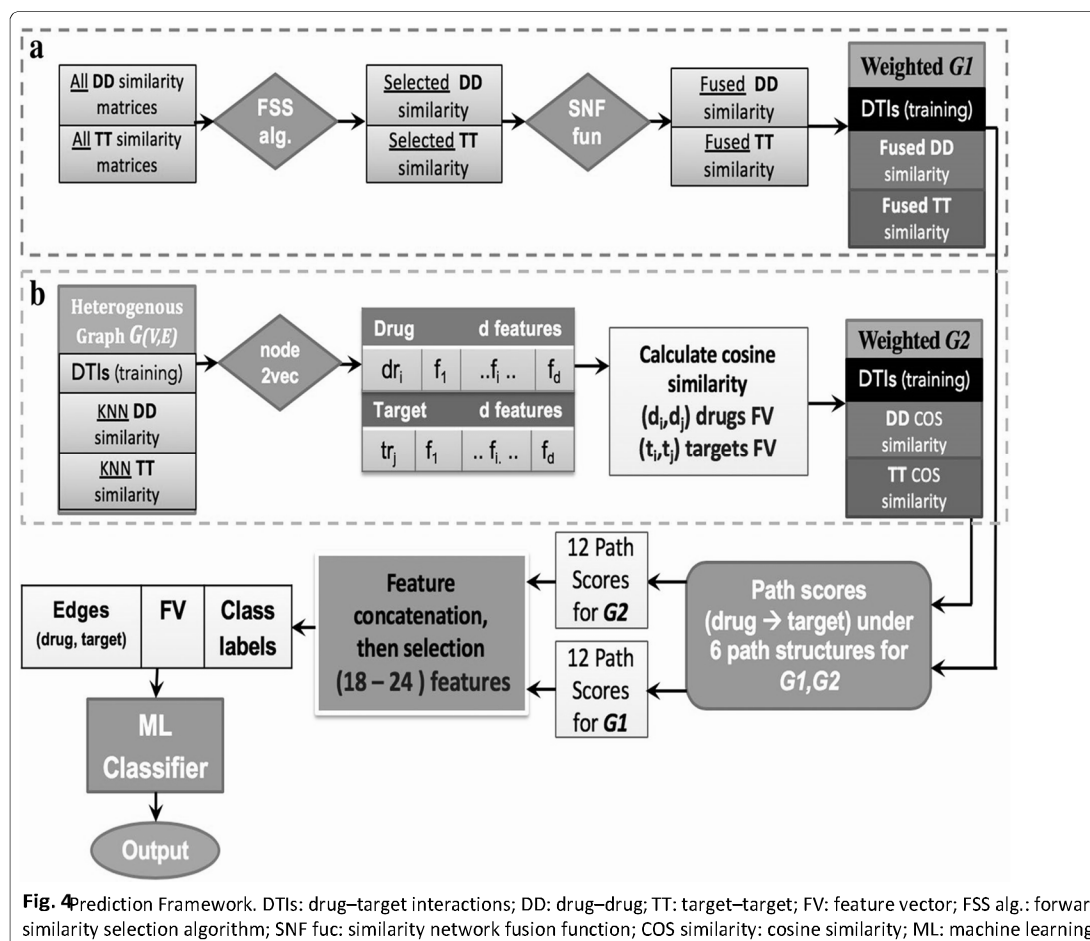 a
All DD similarity
matrices
All TT similarity
matrices
FSS
alg.
Selected DD
similarity
Selected TT
similarity
SNF
fun
Fused DD
similarity
Fused TT
similarity
Weighted G1
DTIs (training)
Fused DD
similarity
Fused TT
similarity
b
Heterogenous
Graph G(V,E)
DTIs (training)
KNN DD
similarity
KNN TT
similarity
node
2vec
Drug d features
dri f1 ..fi .. fd
Target d features
trj f1 .. fi. .. fd
Calculate cosine
similarity
(di,dj) drugs FV
(ti,tj) targets FV
Weighted G2
DTIs (training)
DD COS
similarity
TT COS
similarity
Path scores
(drug → target) under
6 path structures for
G1,G2
12 Path
Scores
for G2
12 Path
Scores
for G1
Feature
concatenation,
then selection
(18 – 24 ) features
Edges
(drug, target)
FV
Class
labels
ML
Classifier
Output
Fig. 4 Prediction Framework. DTIs: drug–target interactions; DD: drug–drug; TT: target–target; FV: feature vector; FSS alg.: forwar
similarity selection algorithm; SNF fuc: similarity network fusion function; COS similarity: cosine similarity; ML: machine learning